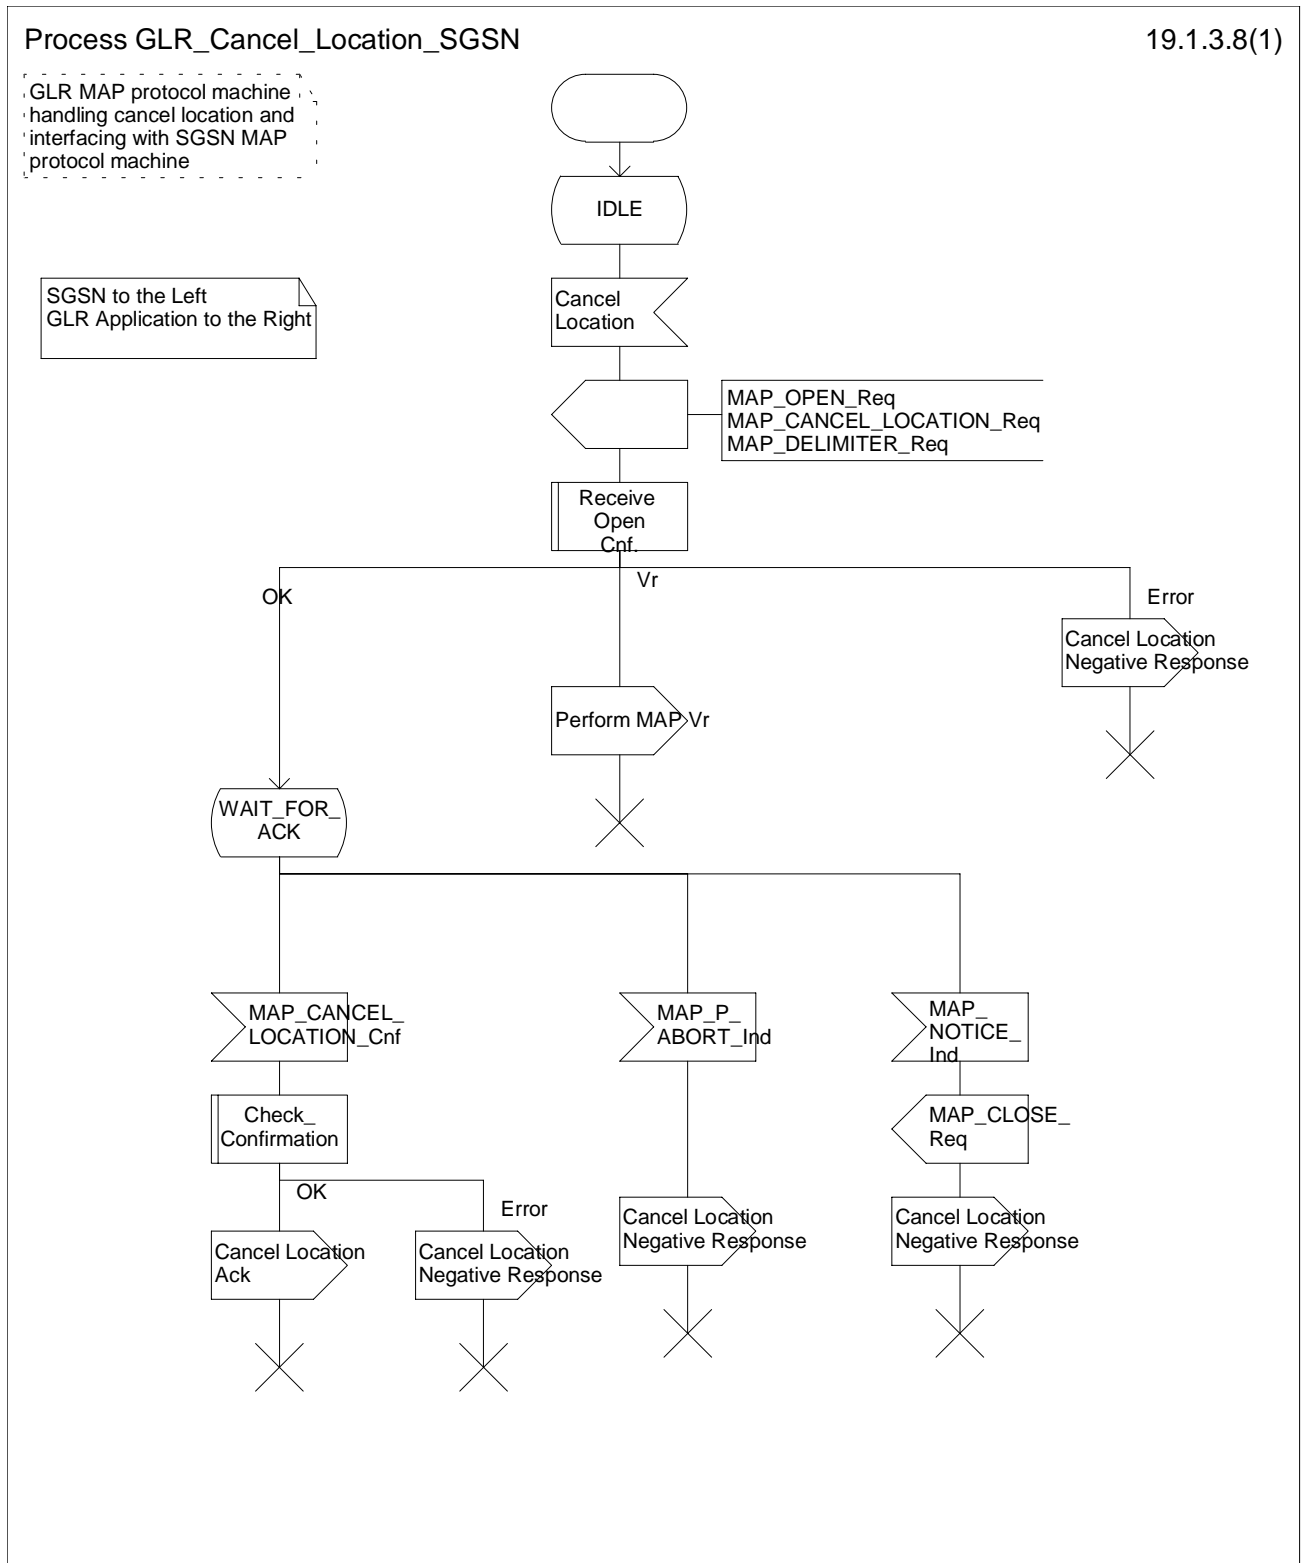 Process GLR_Cancel_Location_SGSN
19.1.3.8(1)
GLR MAP protocol machine
handling cancel location and
interfacing with SGSN MAP
protocol machine
IDLE
SGSN to the Left
GLR Application to the Right
Cancel
Location
MAP_OPEN_Req
MAP_CANCEL_LOCATION_Req
MAP_DELIMITER_Req
Receive
Open
Cnf.
OK
Vr
Error
Cancel Location
Negative Response
Perform MAP Vr
WAIT_FOR_
ACK
MAP_CANCEL_
LOCATION_Cnf
MAP_P_
ABORT_Ind
MAP_
NOTICE_
Ind
Check_
Confirmation
MAP_CLOSE_
Req
OK
Error
Cancel Location
Ack
Cancel Location
Negative Response
Cancel Location
Negative Response
Cancel Location
Negative Response